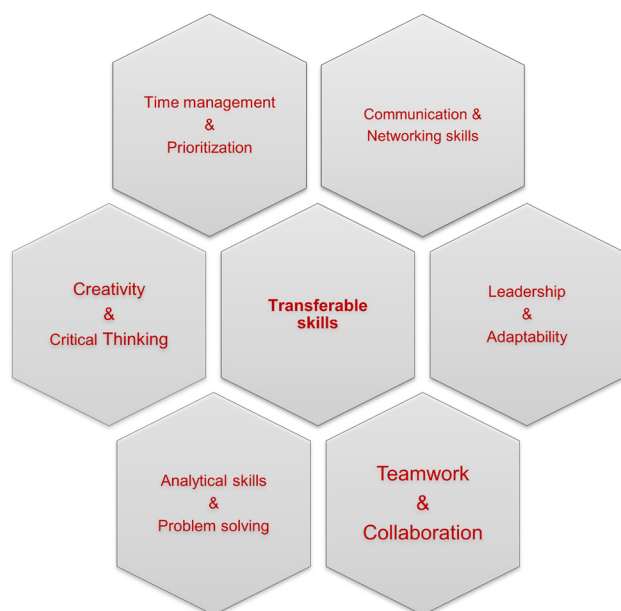 Time management
&
Prioritization
Communication &
Networking skills
Creativity
&
Critical Thinking
Transferable
skills
Leadership
&
Adaptability
Analytical skills
&
Problem solving
Teamwork
&
Collaboration